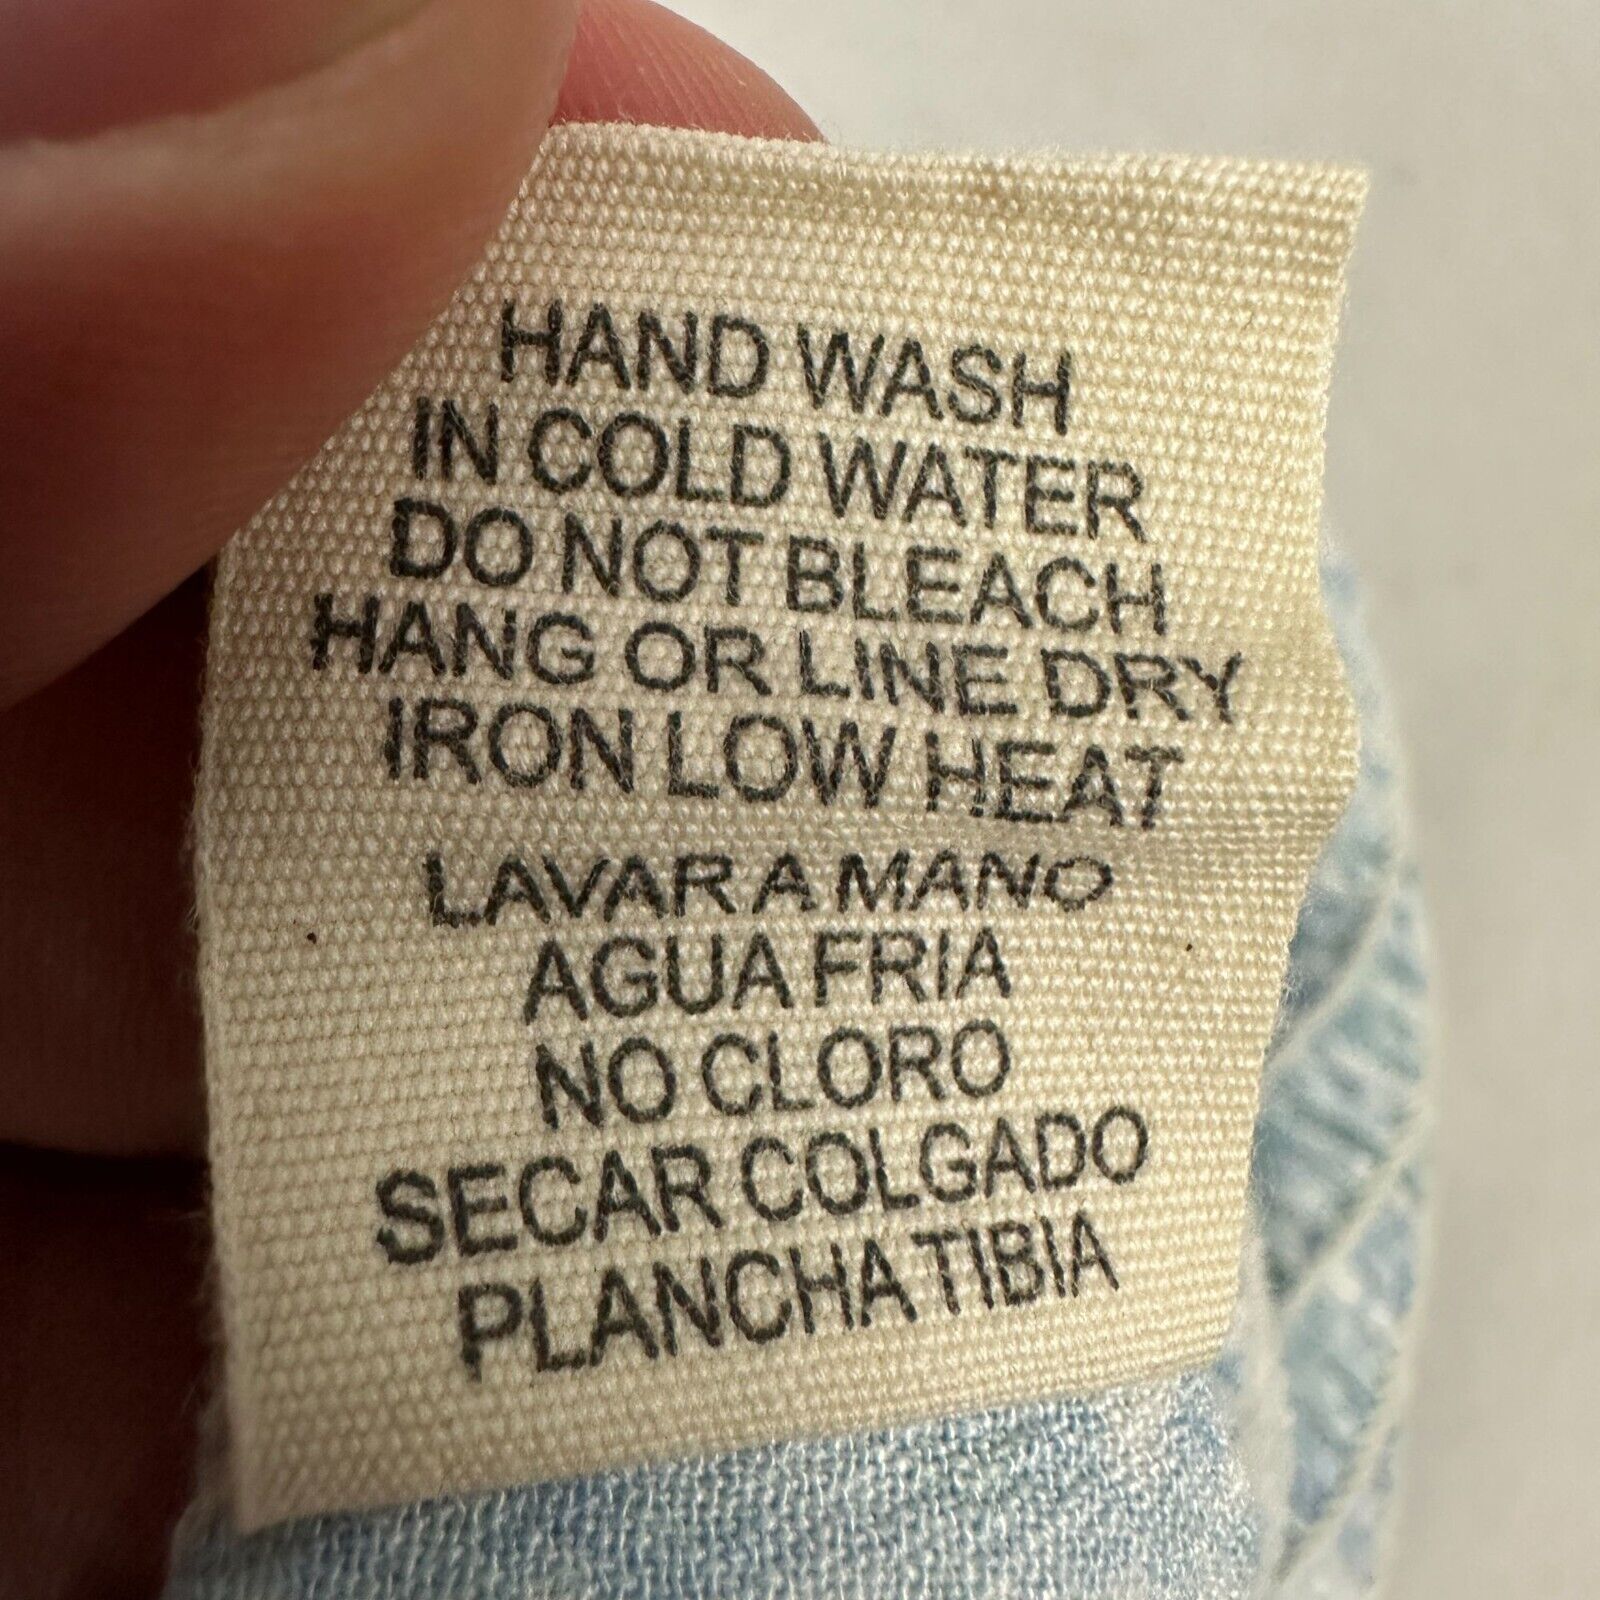 HAND WASH
IN COLD WATER
DO NOT BLEACH
HANG OR LINE DRY
IRON LOW HEAT
LAVAR A MANO
AGUA FRIA
NO CLORO
SECAR COLGADO
PLANCHA TIBIA